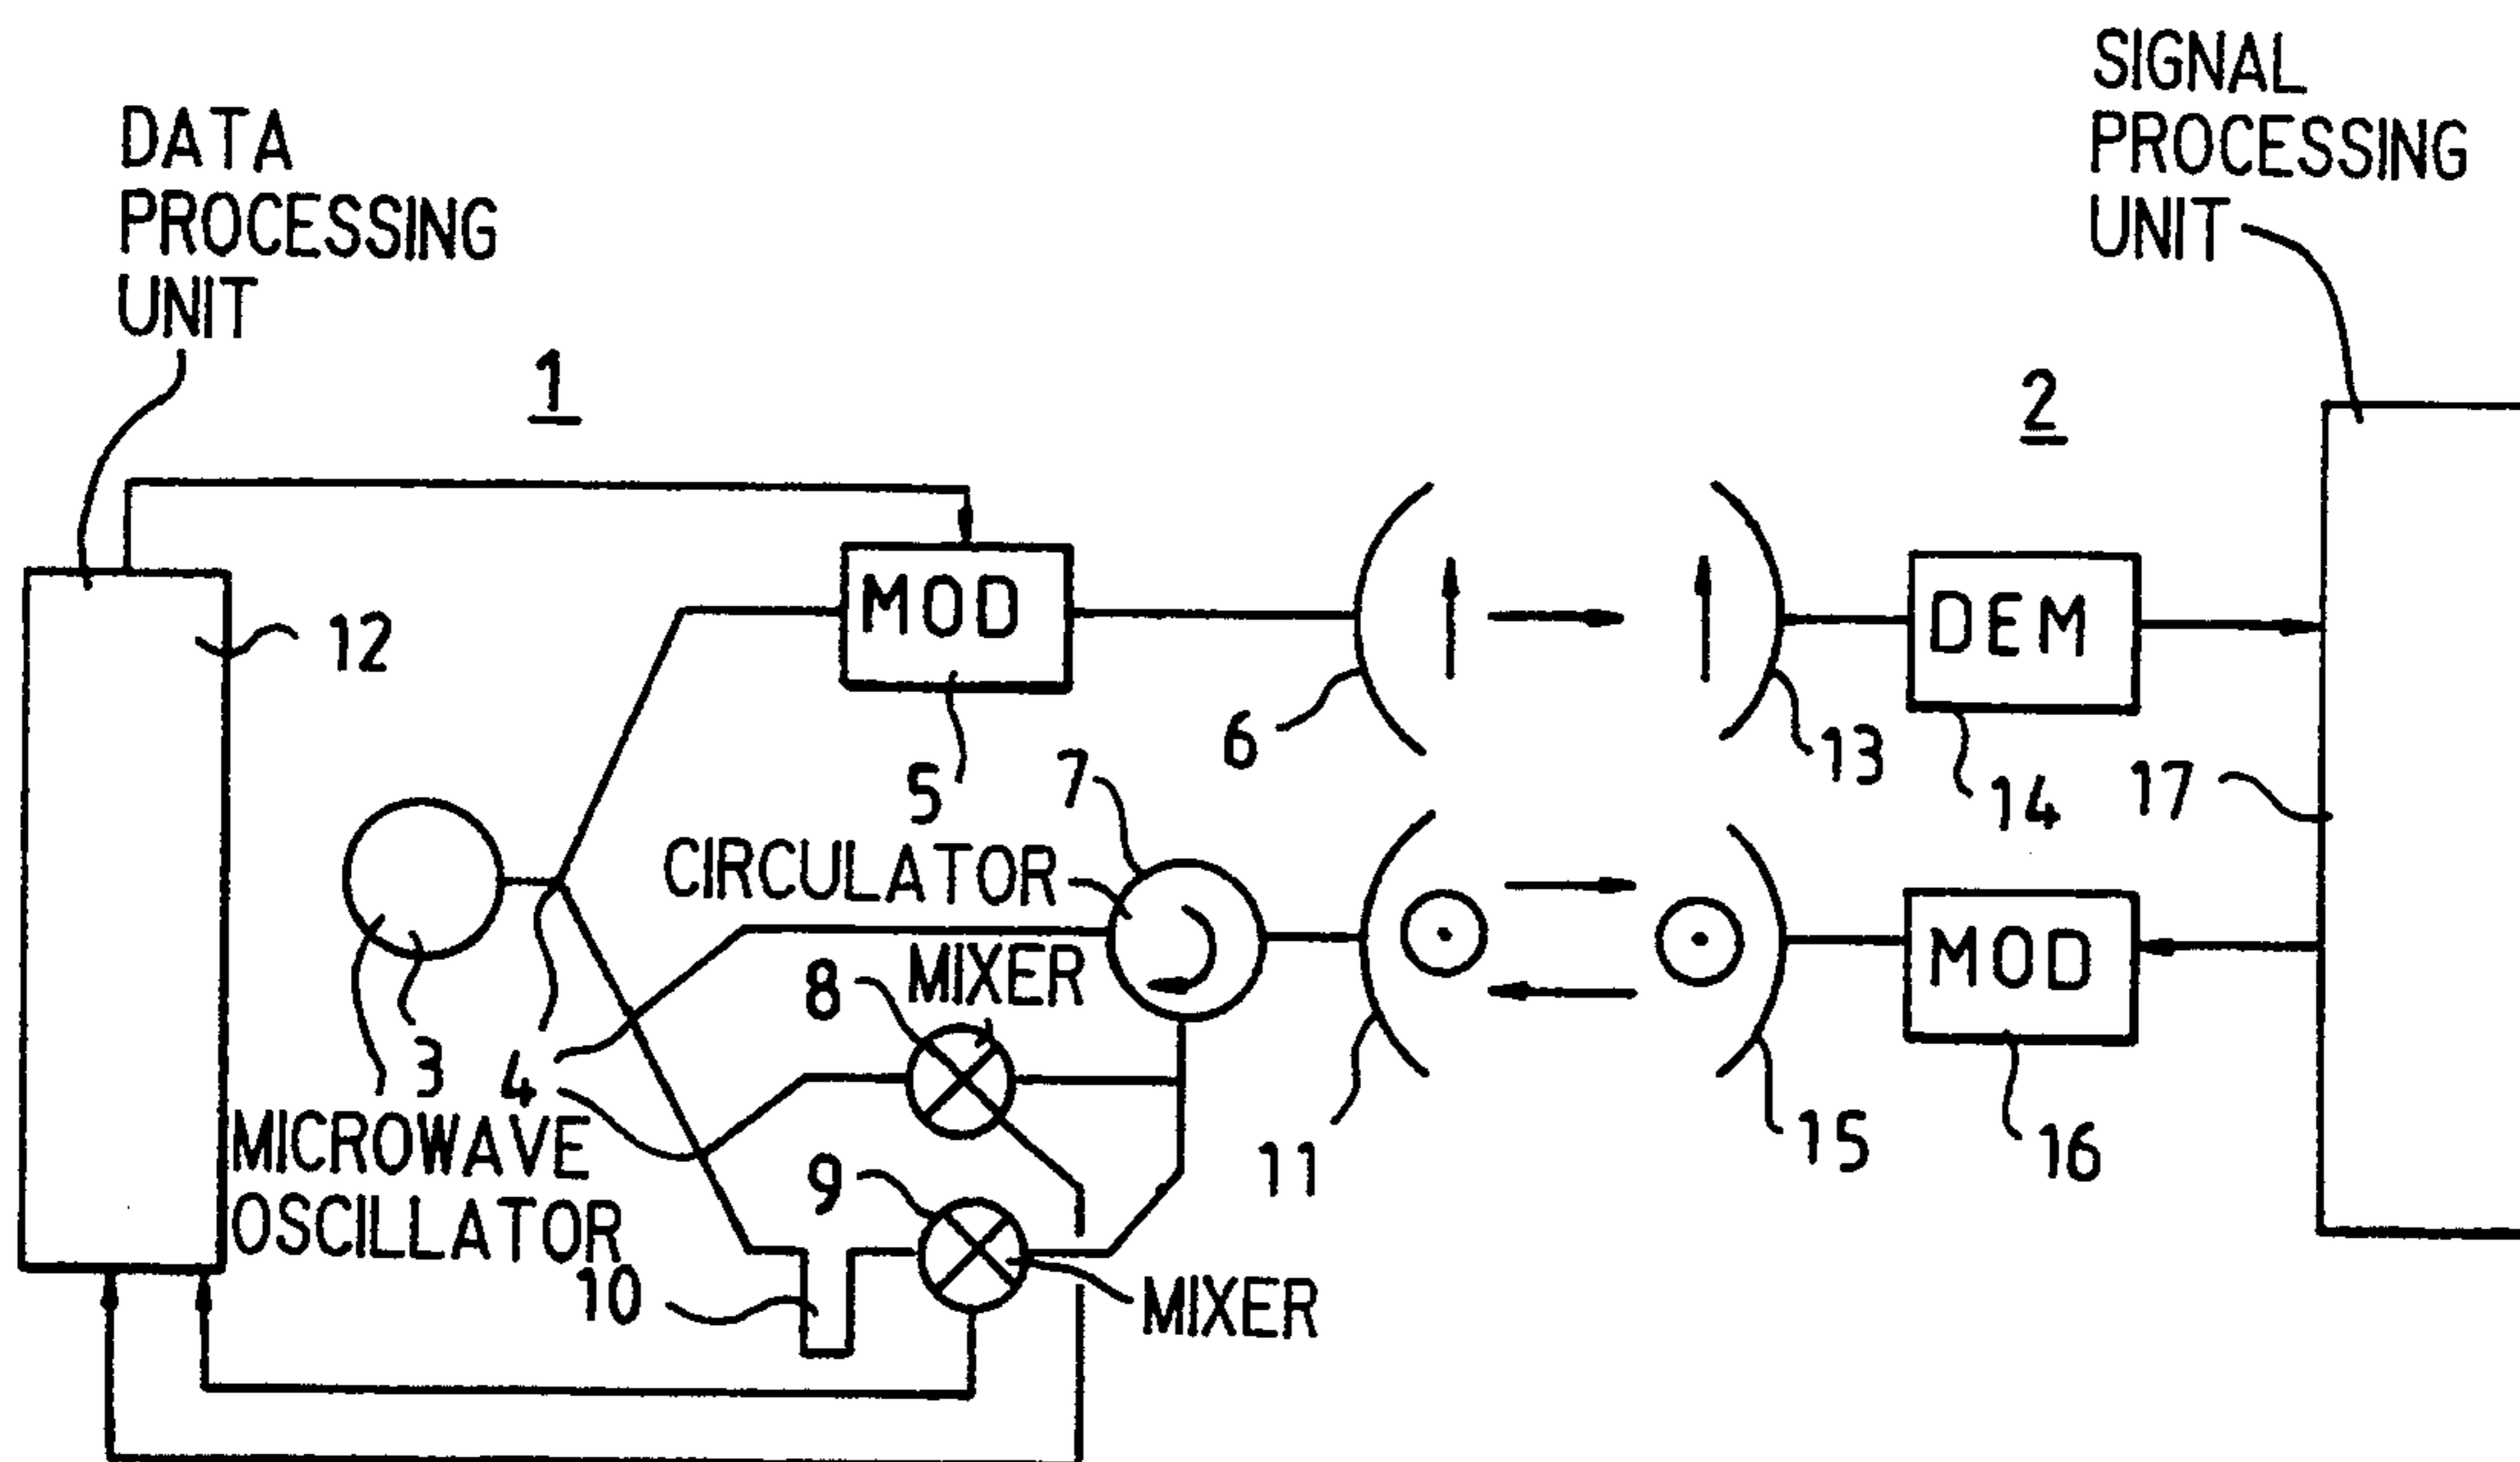 DATA
PROCESSING
UNIT
SIGNAL
PROCESSING
UNIT
1
2
12
MOD
5
6
13
DEM
14
17
7
CIRCULATOR
3
4
MICROWAVE
OSCILLATOR
8
MIXER
9
10
MIXER
11
MOD
15
16